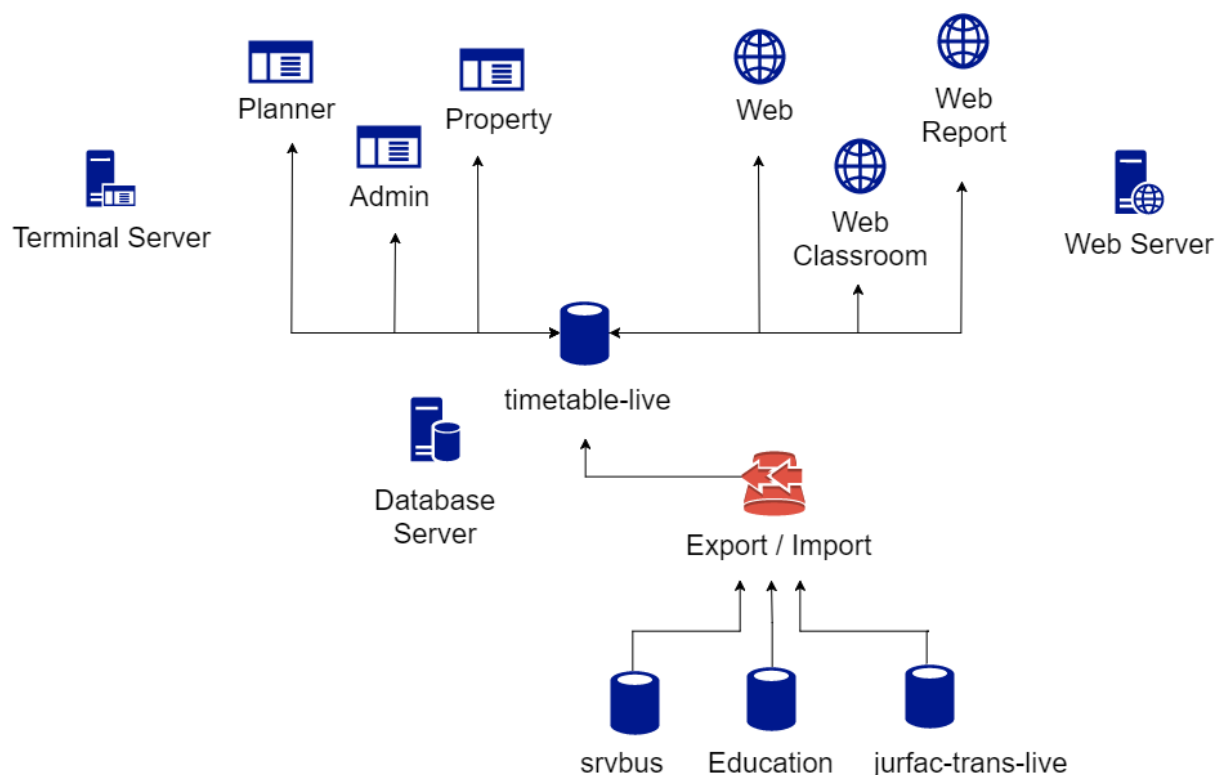 Planner
Property
Web
Web
Report
Admin
Terminal Server
Web
Classroom
Web Server
timetable-live
Database
Server
Export / Import
srvbus
Education
jurfac-trans-live